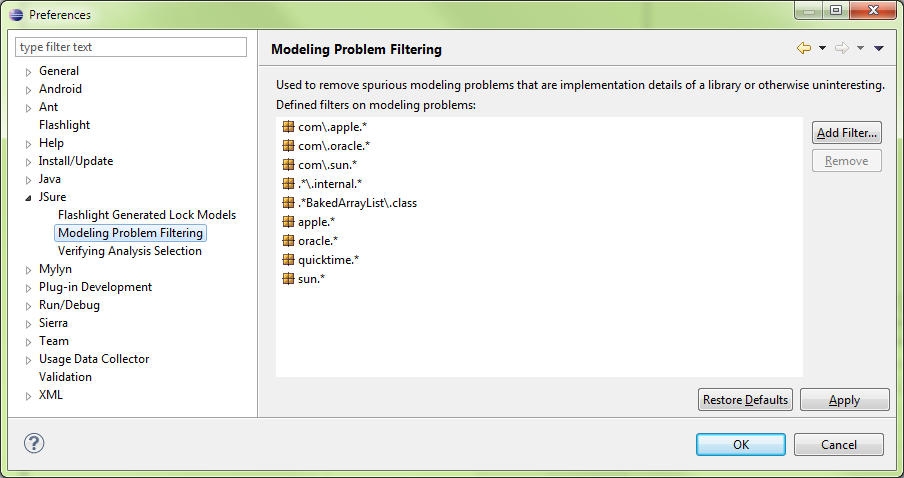 Preferences
type filter text
General
Android
Ant
Flashlight
Help
Install/Update
Java
JSure
Flashlight Generated Lock Models
Modeling Problem Filtering
Verifying Analysis Selection
Mylyn
Plug-in Development
Run/Debug
Sierra
Team
Usage Data Collector
Validation
XML
Modeling Problem Filtering
Used to remove spurious modeling problems that are implementation details of a library or otherwise uninteresting.
Defined filters on modeling problems:
com\.apple.*
com\.oracle.*
com\.sun.*
.*\.internal.*
.*BakedArrayList\.class
apple.*
oracle.*
quicktime.*
sun.*
Add Filter...
Remove
Restore Defaults
Apply
?
OK
Cancel